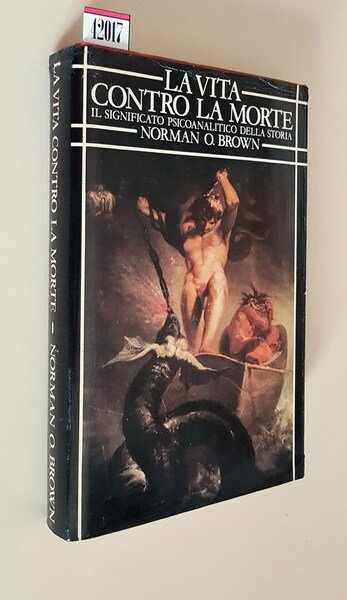 42017
LA VITA
CONTRO LA MORTE
IL SIGNIFICATO PSICOANALITICO DELLA STORIA
NORMAN O. BROWN
LA VITA CONTRO LA MORTE – NORMAN O. BROWN